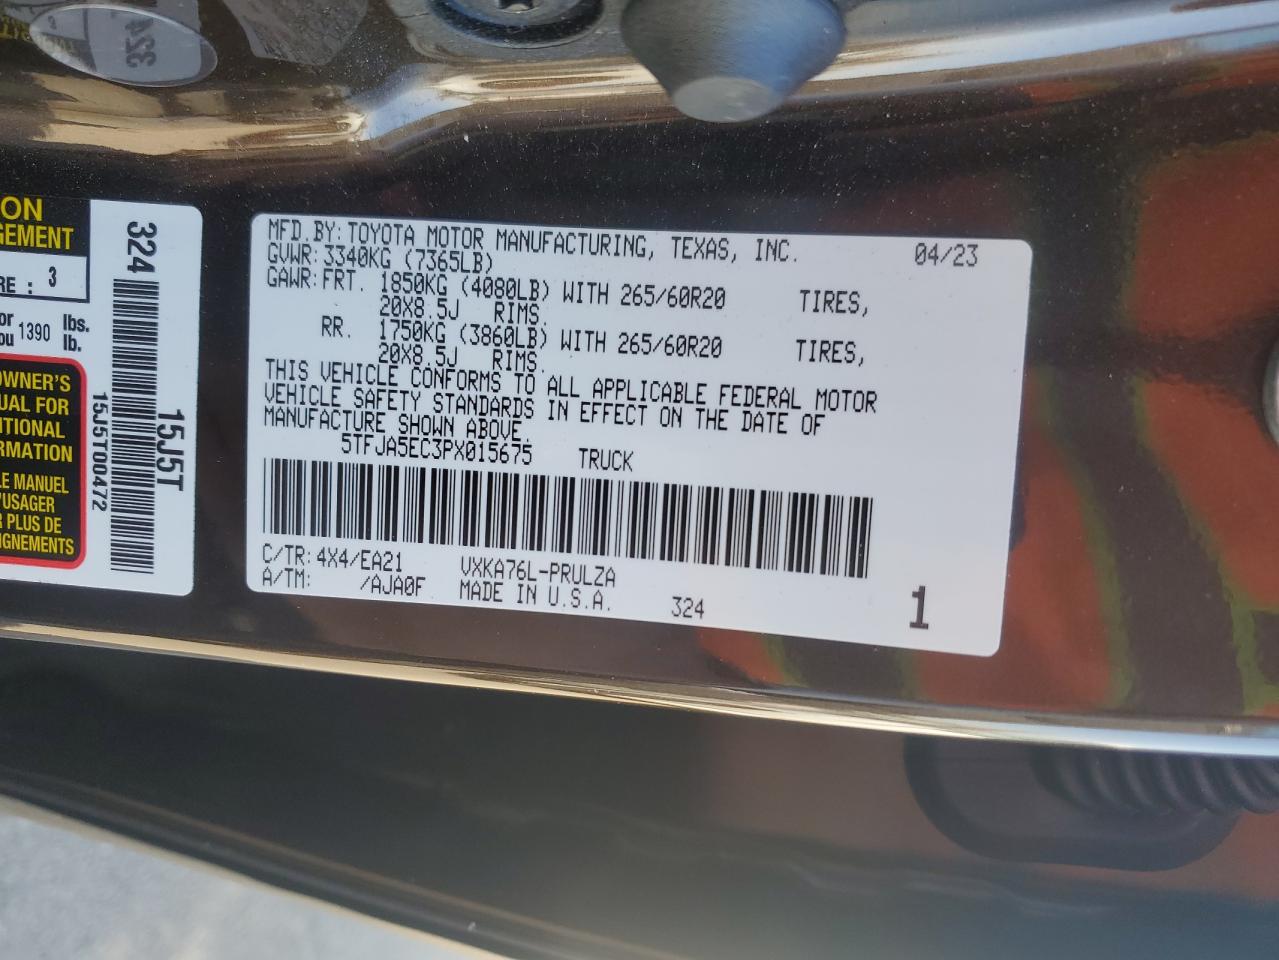 324
ON
GEMENT
RE : 3
or
ou 1390 lbs.
lb.
OWNER'S
UAL FOR
ITIONAL
RMATION
LE MANUEL
'USAGER
R PLUS DE
IGNEMENTS
324
15J5T
15J5T00472
MFD. BY: TOYOTA MOTOR MANUFACTURING, TEXAS, INC. 04/23
GVWR: 3340KG (7365LB)
GAWR: FRT. 1850KG (4080LB) WITH 265/60R20 TIRES,
20X8.5J RIMS.
RR. 1750KG (3860LB) WITH 265/60R20 TIRES,
20X8.5J RIMS.
THIS VEHICLE CONFORMS TO ALL APPLICABLE FEDERAL MOTOR
VEHICLE SAFETY STANDARDS IN EFFECT ON THE DATE OF
MANUFACTURE SHOWN ABOVE.
5TFJA5EC3PX015675 TRUCK
C/TR: 4X4/EA21 VXKA76L-PRULZA
A/TM: /AJA0F MADE IN U.S.A. 324 1